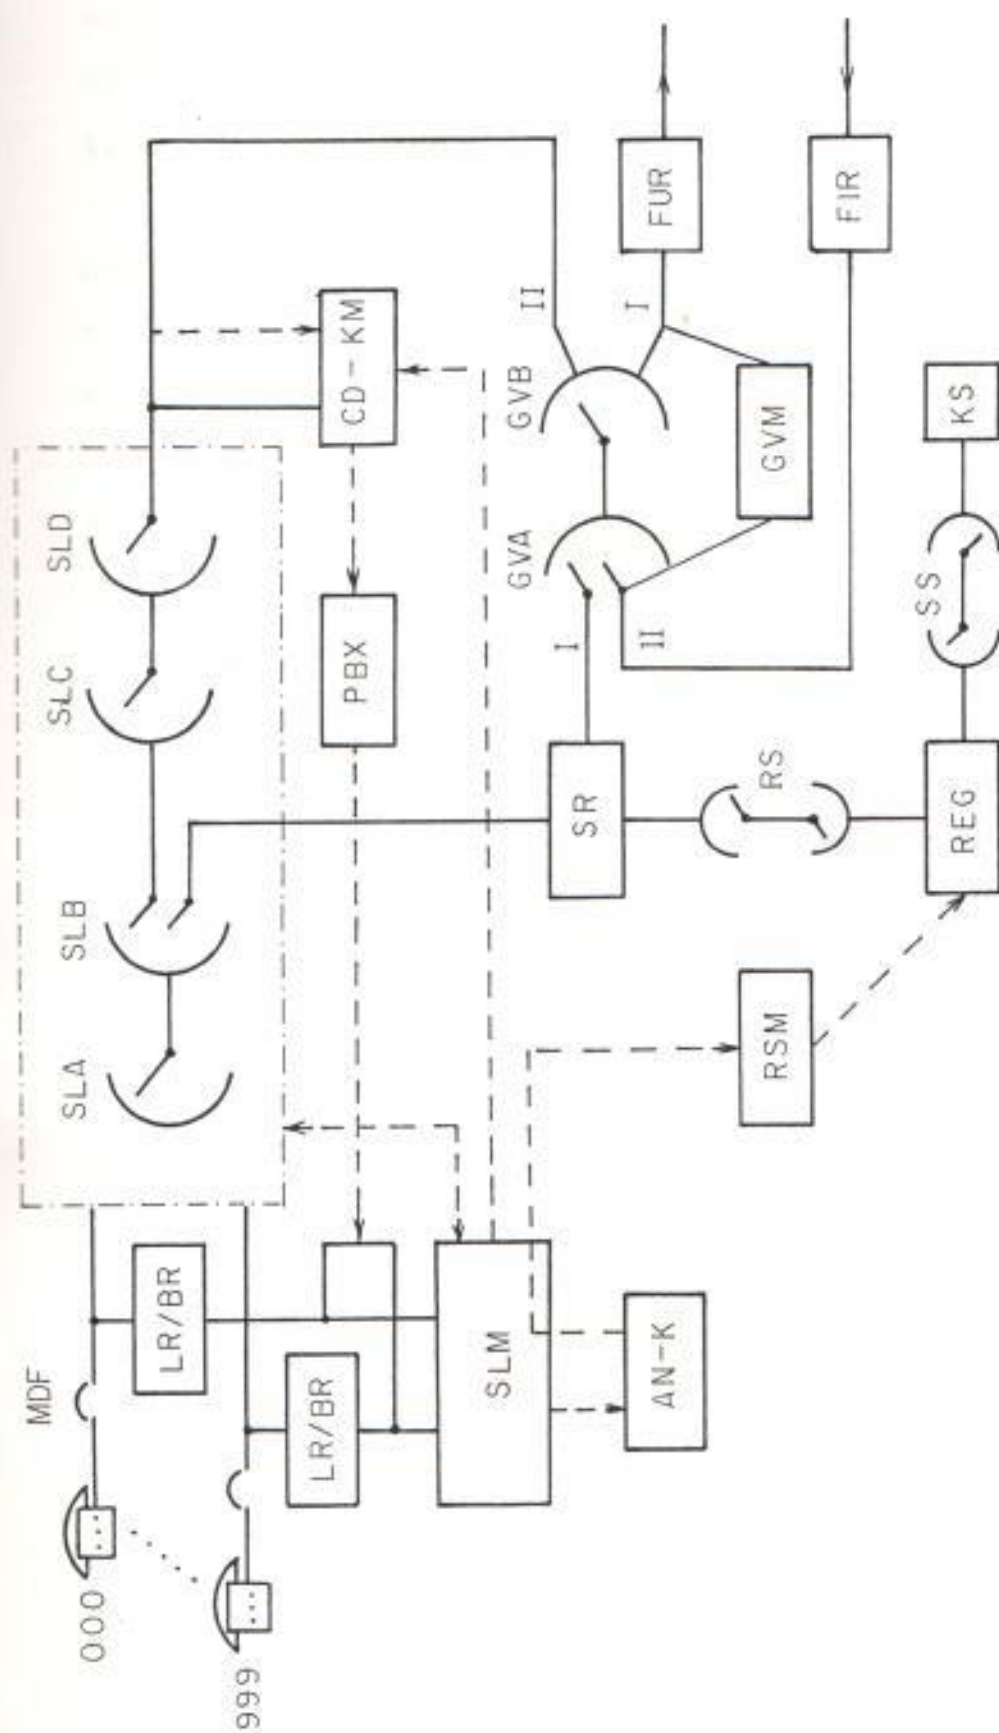 MDF
000
999
LR/BR
LR/BR
SLA
SLB
SLC
SLD
SLM
AN-K
PBX
CD-KM
RSM
SR
I
II
GVA
GVB
II
I
GVM
FUR
FIR
RS
REG
SS
KS